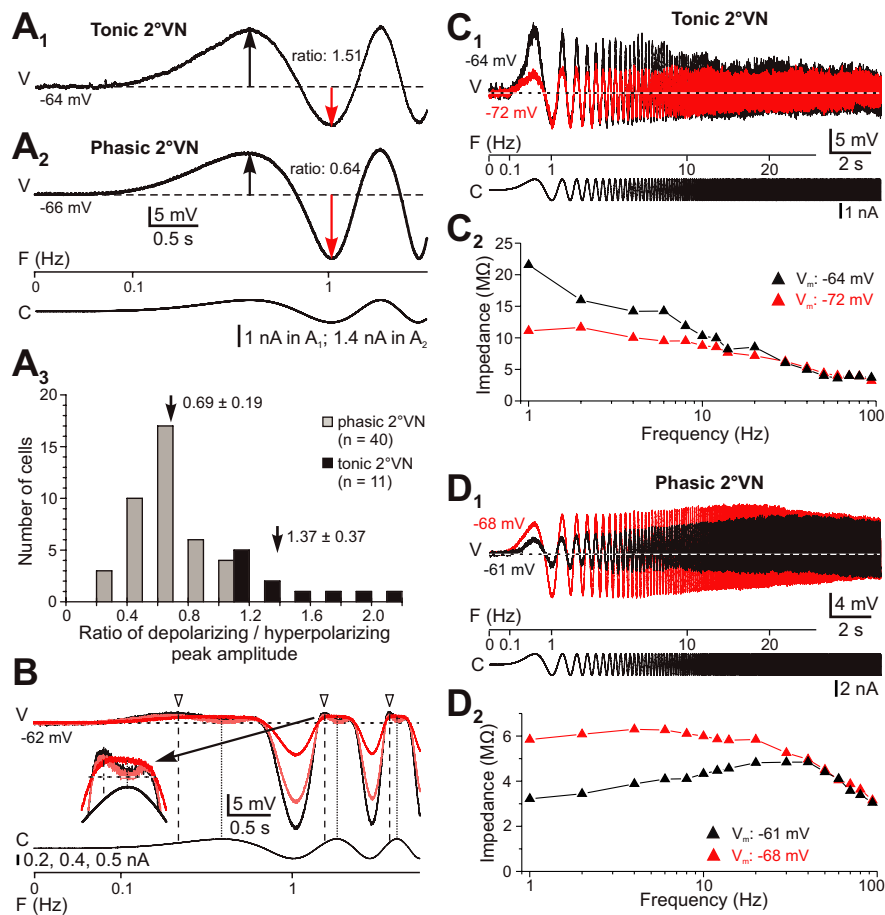 A1
Tonic 2°VN
ratio: 1.51
V
-64 mV
A2
Phasic 2°VN
ratio: 0.64
V
-66 mV
5 mV
0.5 s
F (Hz)
0.1
1
C
1 nA in A1; 1.4 nA in A2
A3
20
15
10
5
0
Number of cells
0.69 ± 0.19
phasic 2°VN
(n = 40)
tonic 2°VN
(n = 11)
1.37 ± 0.37
0 0.4 0.8 1.2 1.6 2.0
Ratio of depolarizing / hyperpolarizing
peak amplitude
B
V
-62 mV
5 mV
0.5 s
C
0.2, 0.4, 0.5 nA
0 0.1 1
F (Hz)
C1
Tonic 2°VN
-64 mV
V
-72 mV
5 mV
2 s
F (Hz)
0 0.1 1 10 20
C
1 nA
C2
25
20
15
10
5
0
Impedance (MΩ)
Vm: -64 mV
Vm: -72 mV
1 10 100
Frequency (Hz)
D1
Phasic 2°VN
-68 mV
V
-61 mV
4 mV
2 s
F (Hz)
0 0.1 1 10 20
C
2 nA
D2
6
4
2
0
Impedance (MΩ)
Vm: -61 mV
Vm: -68 mV
1 10 100
Frequency (Hz)